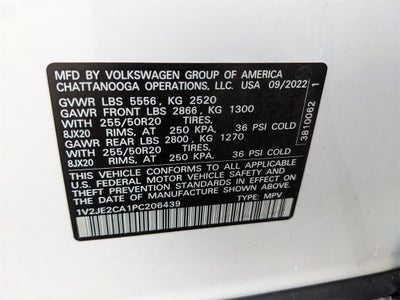 MFD BY VOLKSWAGEN GROUP OF AMERICA
CHATTANOOGA OPERATIONS, LLC. USA 09/2022
GVWR LBS 5556, KG 2520
GAWR FRONT LBS 2866, KG 1300
WITH 255/50R20 TIRES,
8JX20 RIMS, AT 250 KPA, 36 PSI COLD
GAWR REAR LBS 2800, KG 1270
WITH 255/50R20 TIRES,
8JX20 RIMS, AT 250 KPA, 36 PSI COLD
THIS VEHICLE CONFORMS TO ALL APPLICABLE
U.S. FEDERAL MOTOR VEHICLE SAFETY AND
THEFT PREVENTION STANDARDS IN EFFECT ON
THE DATE OF MANUFACTURE SHOWN ABOVE.
1V2JE2CA1PC206439 TYPE: MPV
3810062 1